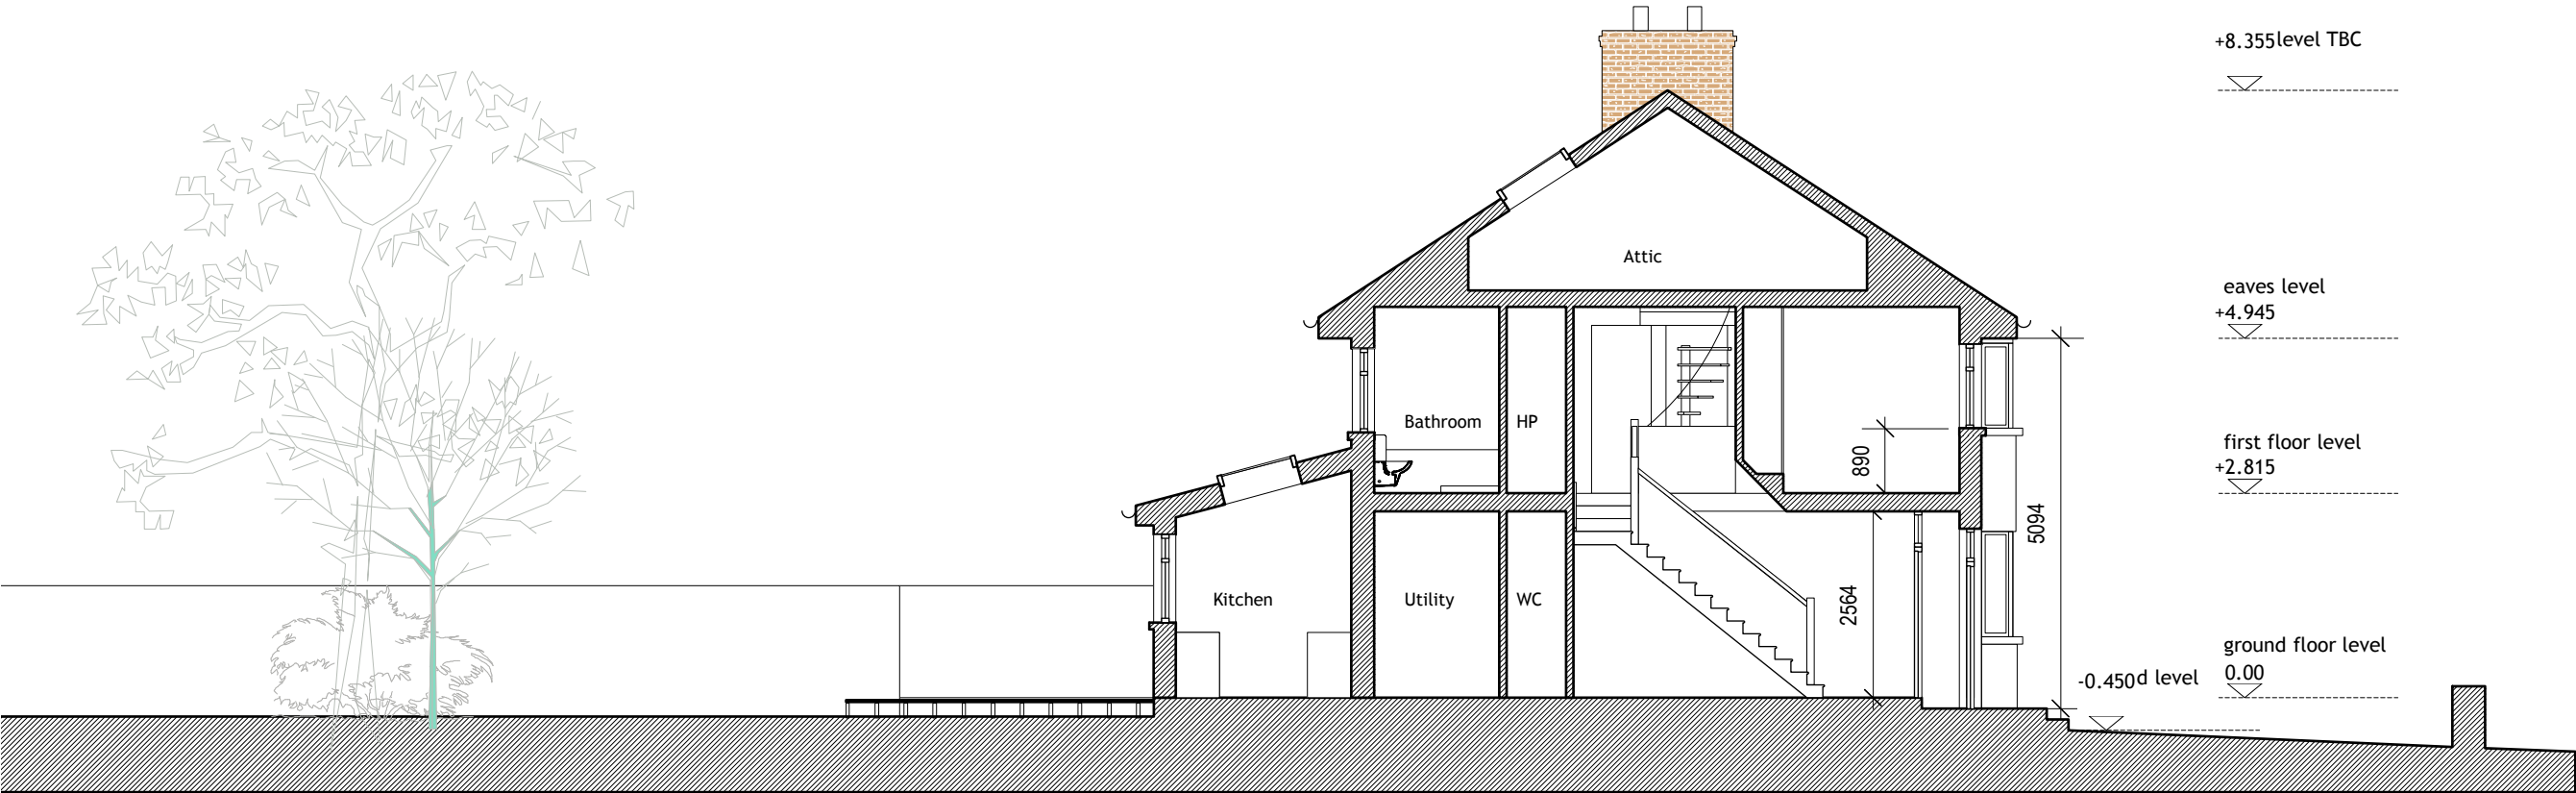 +8.355level TBC
Attic
eaves level
+4.945
Bathroom
HP
890
first floor level
+2.815
5094
Kitchen
Utility
WC
2564
ground floor level
0.00
-0.450d level